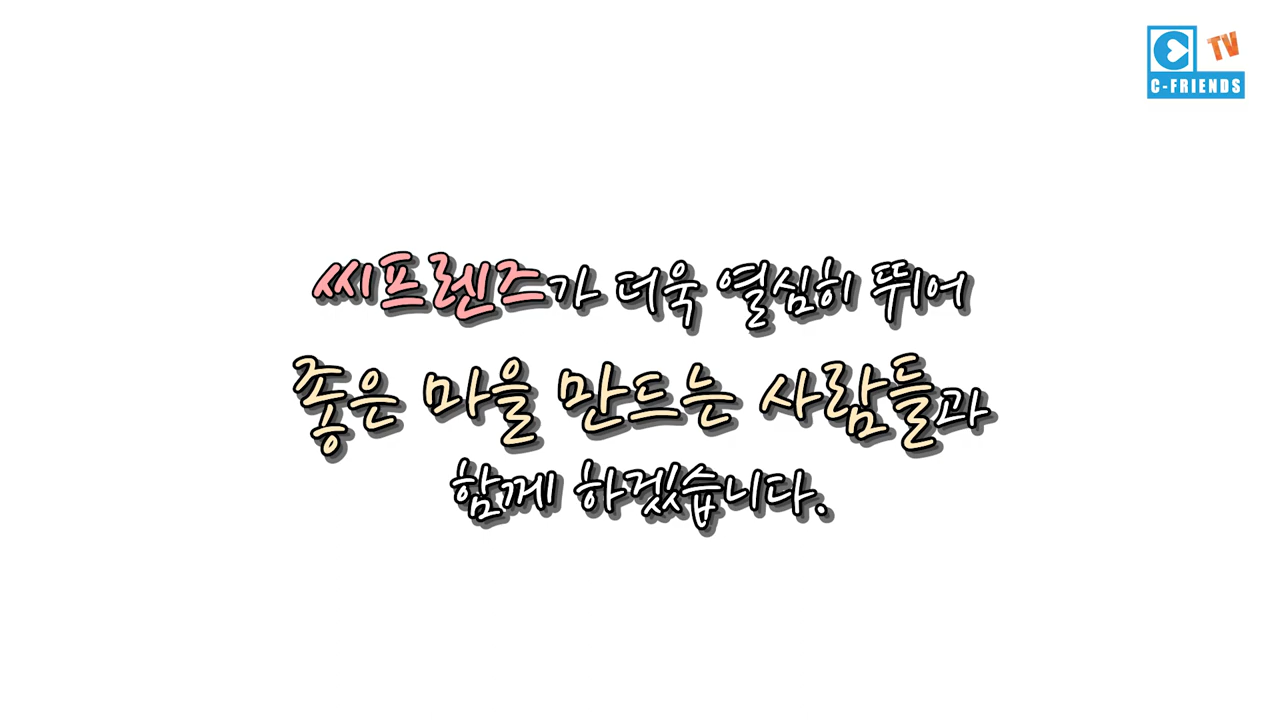 C TV
C-FRIENDS
씨프렌즈가 더욱 열심히 뛰어
좋은 마을 만드는 사람들과
함께 하겠습니다.